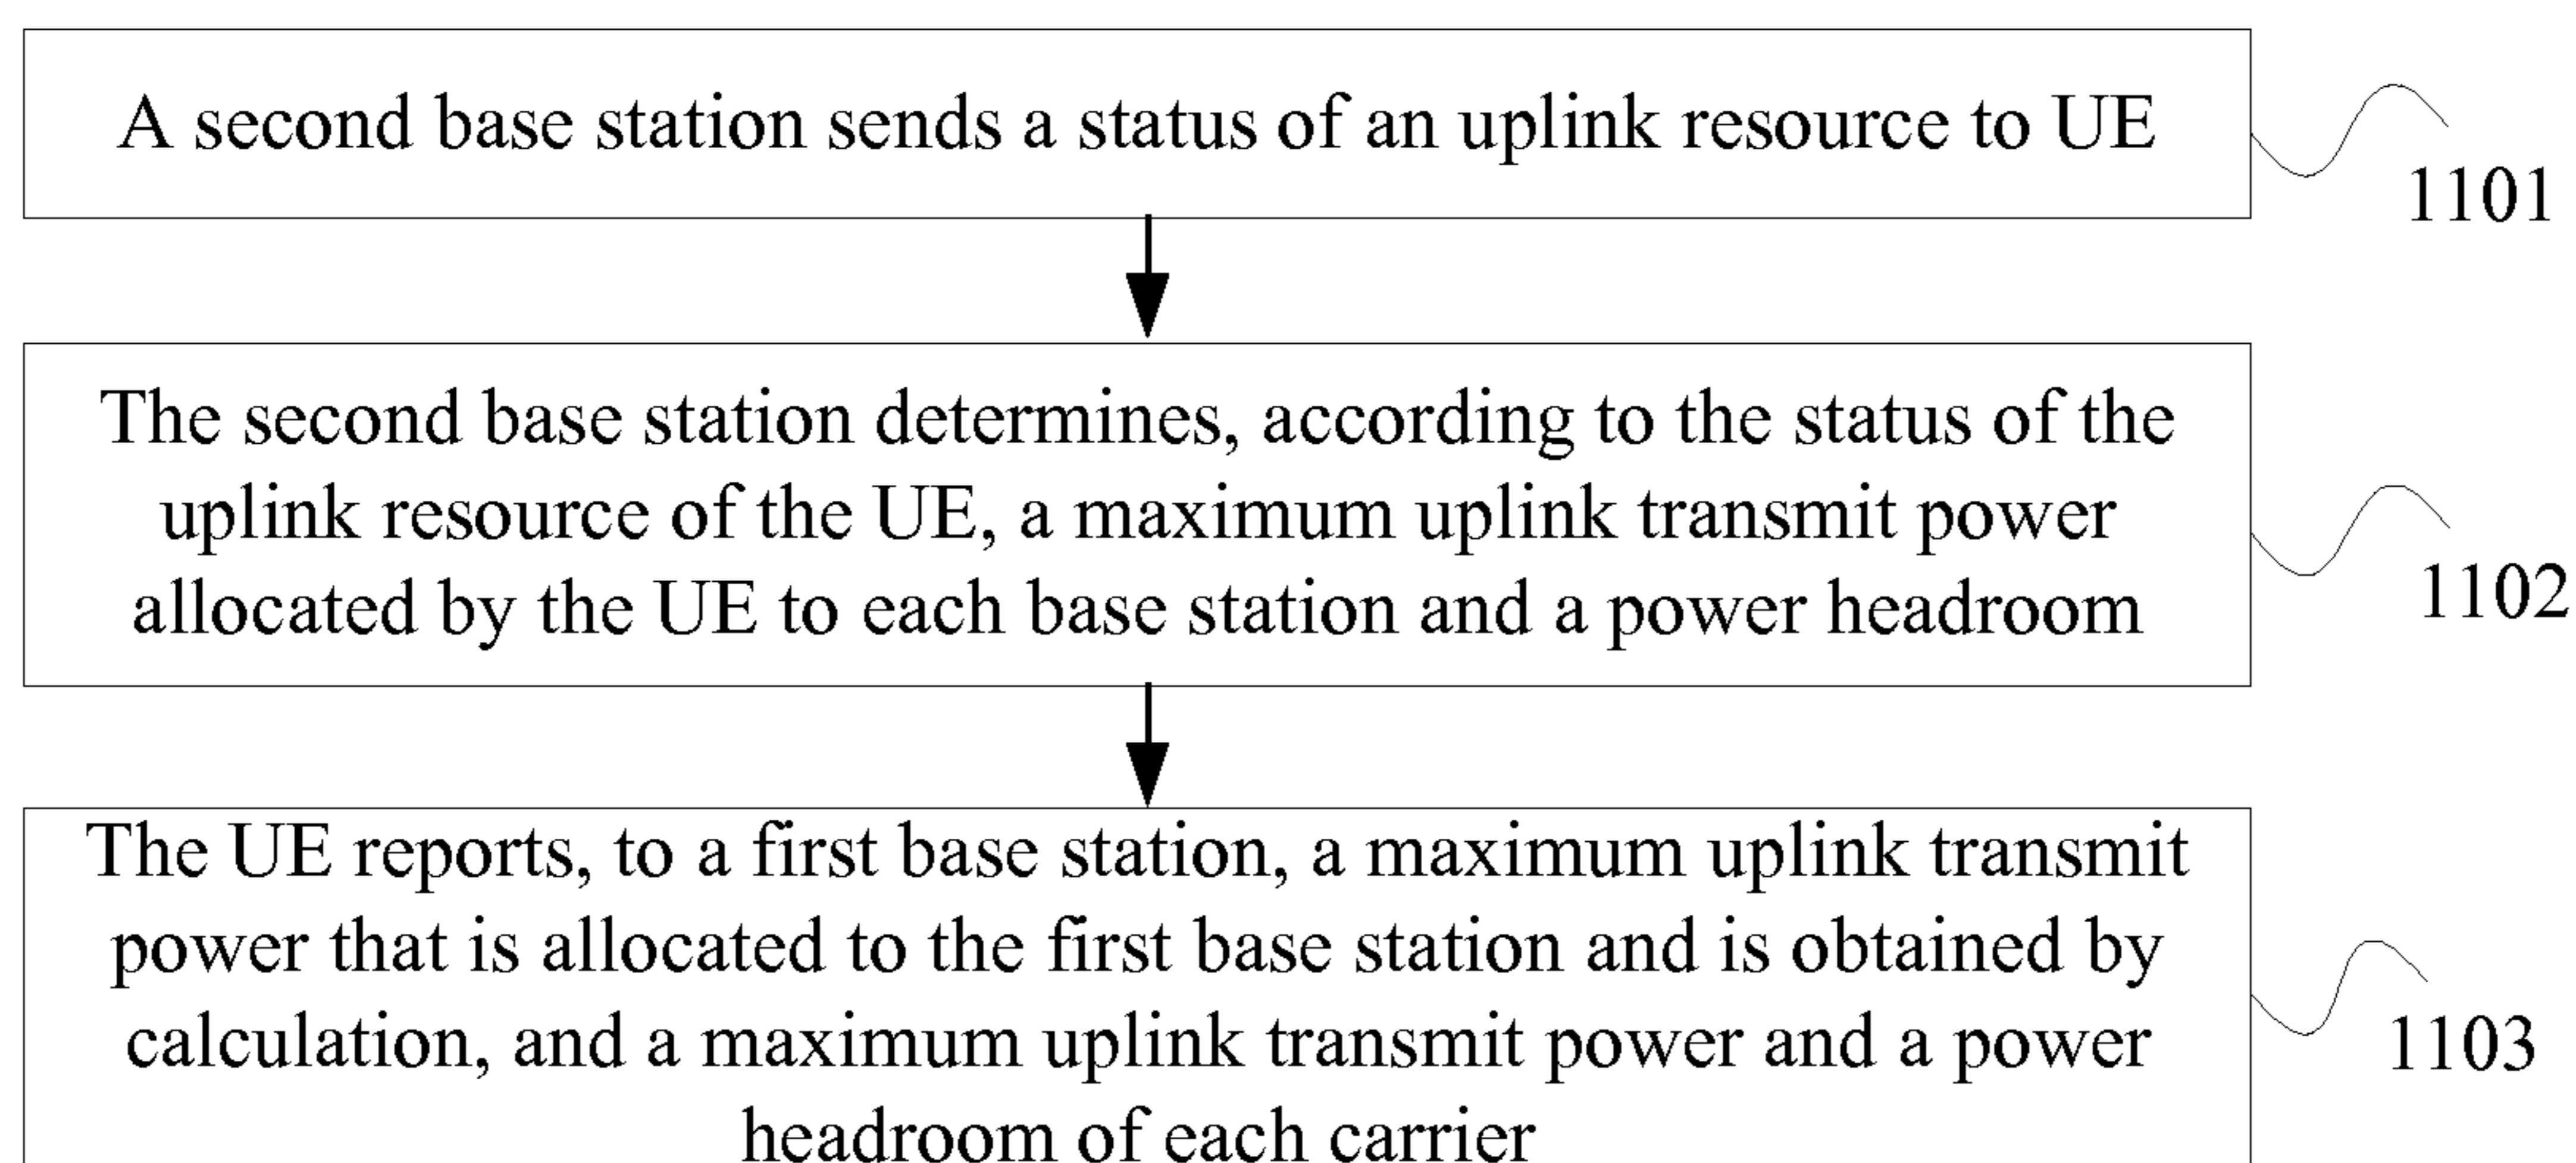 A second base station sends a status of an uplink resource to UE
1101
The second base station determines, according to the status of the
uplink resource of the UE, a maximum uplink transmit power
allocated by the UE to each base station and a power headroom
1102
The UE reports, to a first base station, a maximum uplink transmit
power that is allocated to the first base station and is obtained by
calculation, and a maximum uplink transmit power and a power
headroom of each carrier
1103